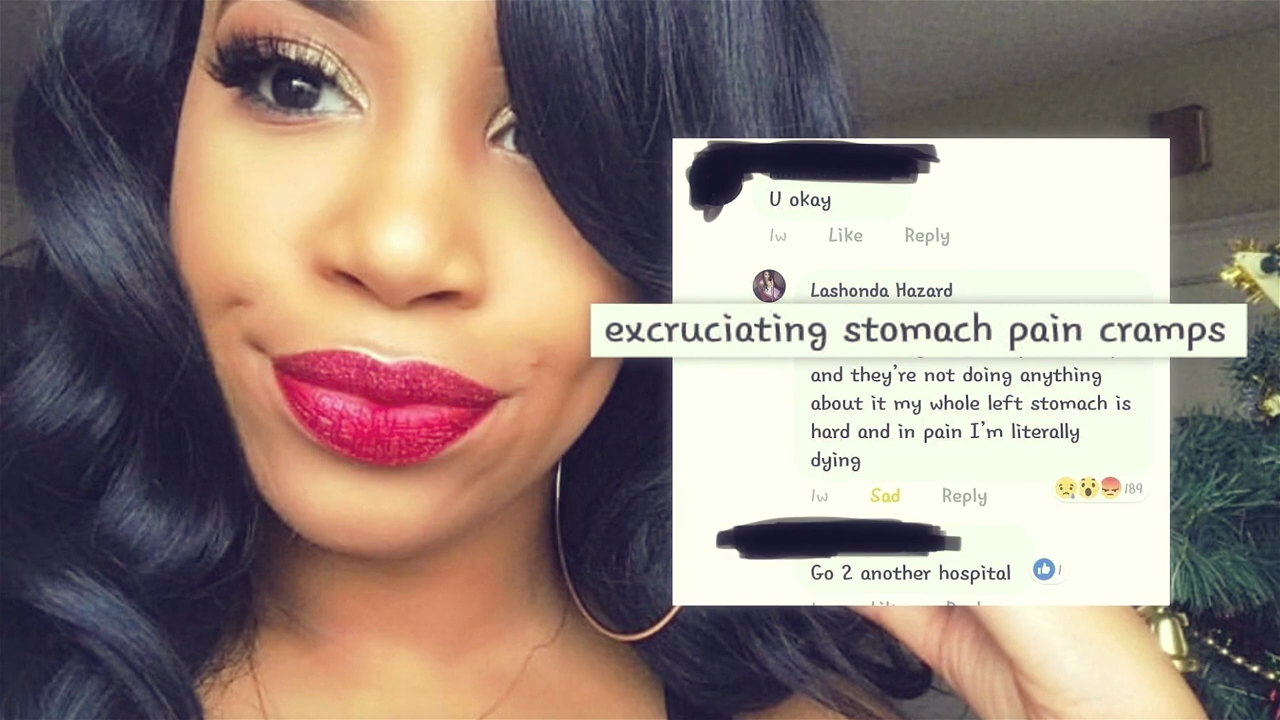 U okay
1w Like Reply
Lashonda Hazard
excruciating stomach pain cramps
and they're not doing anything
about it my whole left stomach is
hard and in pain I'm literally
dying
1w Sad Reply
189
Go 2 another hospital
1